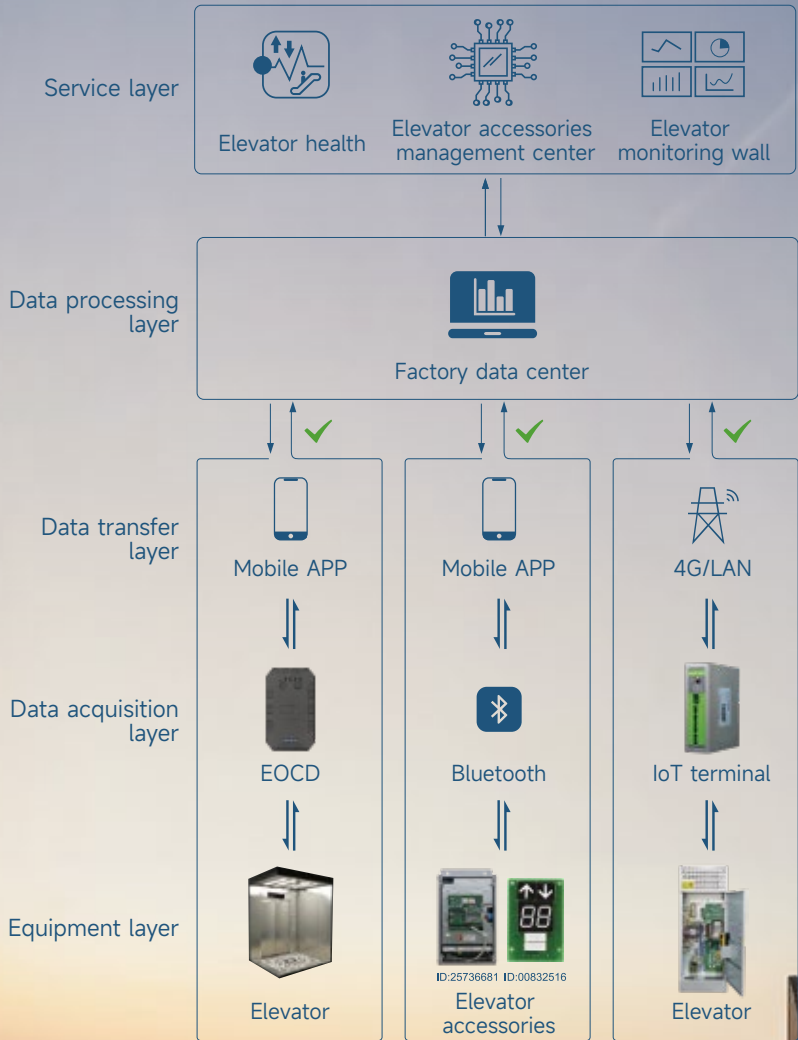 Service layer
Elevator health
Elevator accessories
management center
Elevator
monitoring wall
Data processing
layer
Factory data center
Data transfer
layer
Mobile APP
Mobile APP
4G/LAN
Data acquisition
layer
EOCD
Bluetooth
IoT terminal
Equipment layer
88
ID:25736681 ID:00832516
Elevator
Elevator
accessories
Elevator